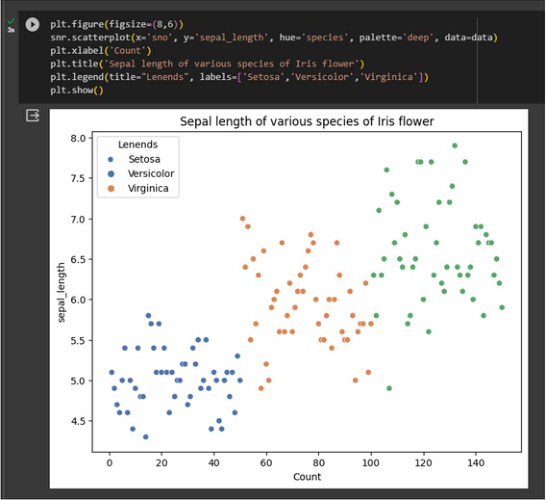 plt.figure(figsize=(8,6))
snr.scatterplot(x='sno', y='sepal_length', hue='species', palette='deep', data=data)
plt.xlabel('Count')
plt.title('Sepal length of various species of Iris flower')
plt.legend(title="Lenends", labels=['Setosa','Versicolor','Virginica'])
plt.show()
3s
Sepal length of various species of Iris flower
Lenends
Setosa
Versicolor
Virginica
8.0
7.5
7.0
6.5
6.0
5.5
5.0
4.5
sepal_length
0 20 40 60 80 100 120 140
Count